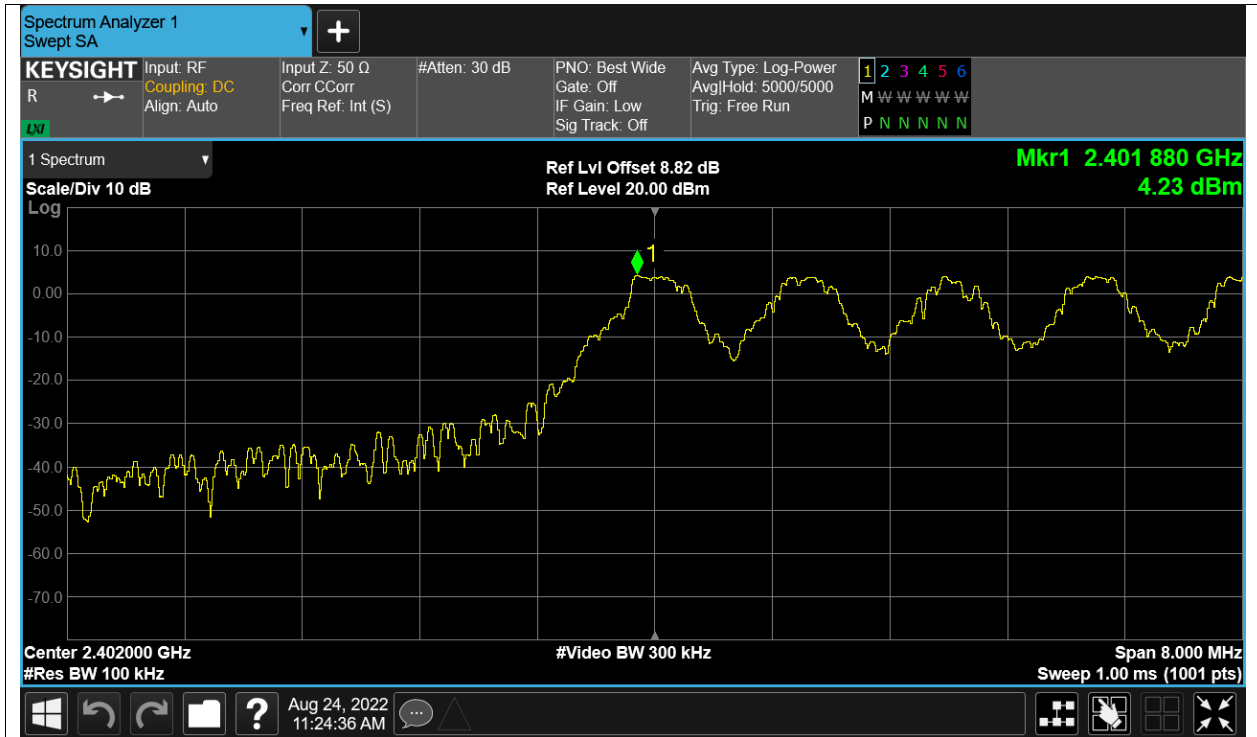 Spectrum Analyzer 1
Swept SA
KEYSIGHT
R
LXI
Input: RF
Coupling: DC
Align: Auto
Input Z: 50 Ω
Corr CCorr
Freq Ref: Int (S)
#Atten: 30 dB
PNO: Best Wide
Gate: Off
IF Gain: Low
Sig Track: Off
Avg Type: Log-Power
Avg|Hold: 5000/5000
Trig: Free Run
1 2 3 4 5 6
M W W W W W
P N N N N N
1 Spectrum
Scale/Div 10 dB
Log
Ref Lvl Offset 8.82 dB
Ref Level 20.00 dBm
Mkr1 2.401 880 GHz
4.23 dBm
1
10.0
0.00
-10.0
-20.0
-30.0
-40.0
-50.0
-60.0
-70.0
Center 2.402000 GHz
#Video BW 300 kHz
Span 8.000 MHz
#Res BW 100 kHz
Sweep 1.00 ms (1001 pts)
?
Aug 24, 2022
11:24:36 AM